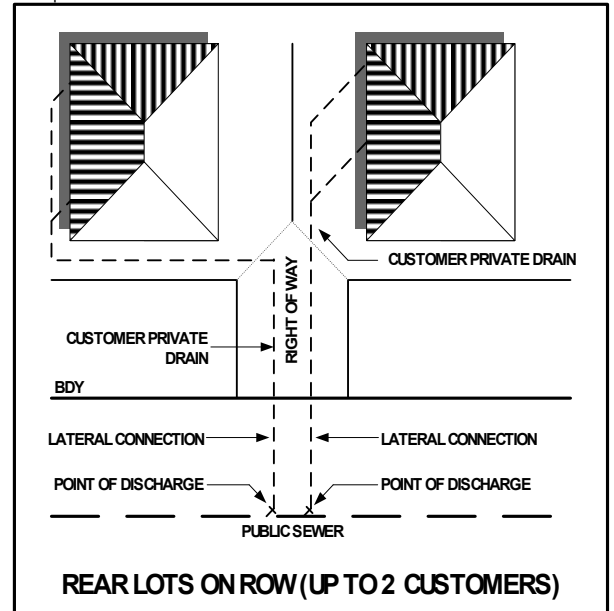 CUSTOMER PRIVATE DRAIN
RIGHT OF WAY
CUSTOMER PRIVATE
DRAIN
BDY
LATERAL CONNECTION
LATERAL CONNECTION
POINT OF DISCHARGE
POINT OF DISCHARGE
PUBLIC SEWER
REAR LOTS ON ROW (UP TO 2 CUSTOMERS)